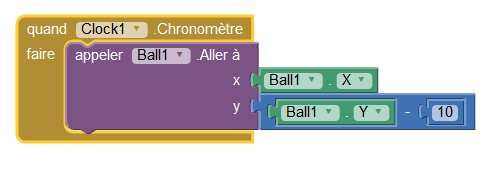 quand Clock1 .Chronomètre
faire appeler Ball1 .Aller à
x Ball1 . X
y Ball1 . Y - 10